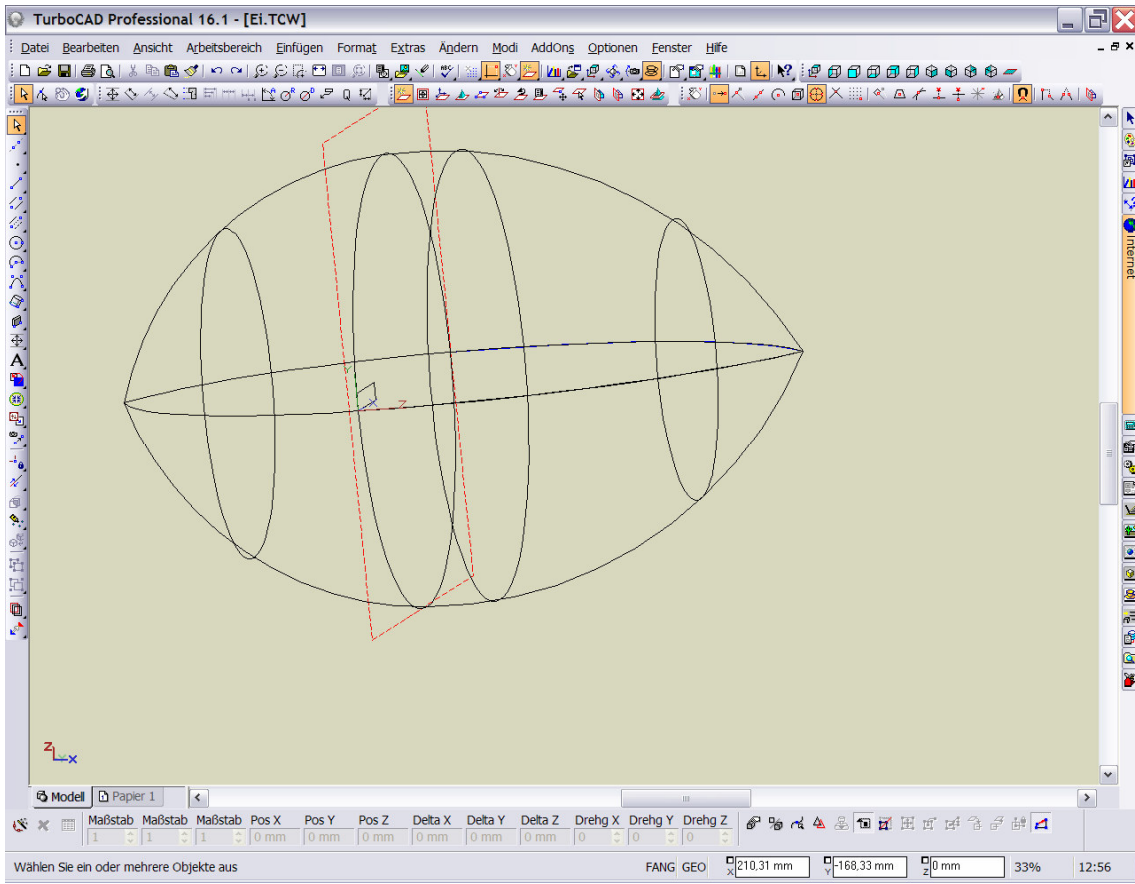 TurboCAD Professional 16.1 - [Ei.TCW]
Datei Bearbeiten Ansicht Arbeitsbereich Einfügen Format Extras Ändern Modi AddOns Optionen Fenster Hilfe
Internet
Y
X Z
Z
Y X
Modell Papier 1
Maßstab Maßstab Maßstab Pos X Pos Y Pos Z Delta X Delta Y Delta Z Drehg X Drehg Y Drehg Z
1 1 1 0 mm 0 mm 0 mm 0 mm 0 mm 0 mm 0 0 0
Wählen Sie ein oder mehrere Objekte aus FANG GEO X 210,31 mm Y -168,33 mm Z 0 mm 33% 12:56